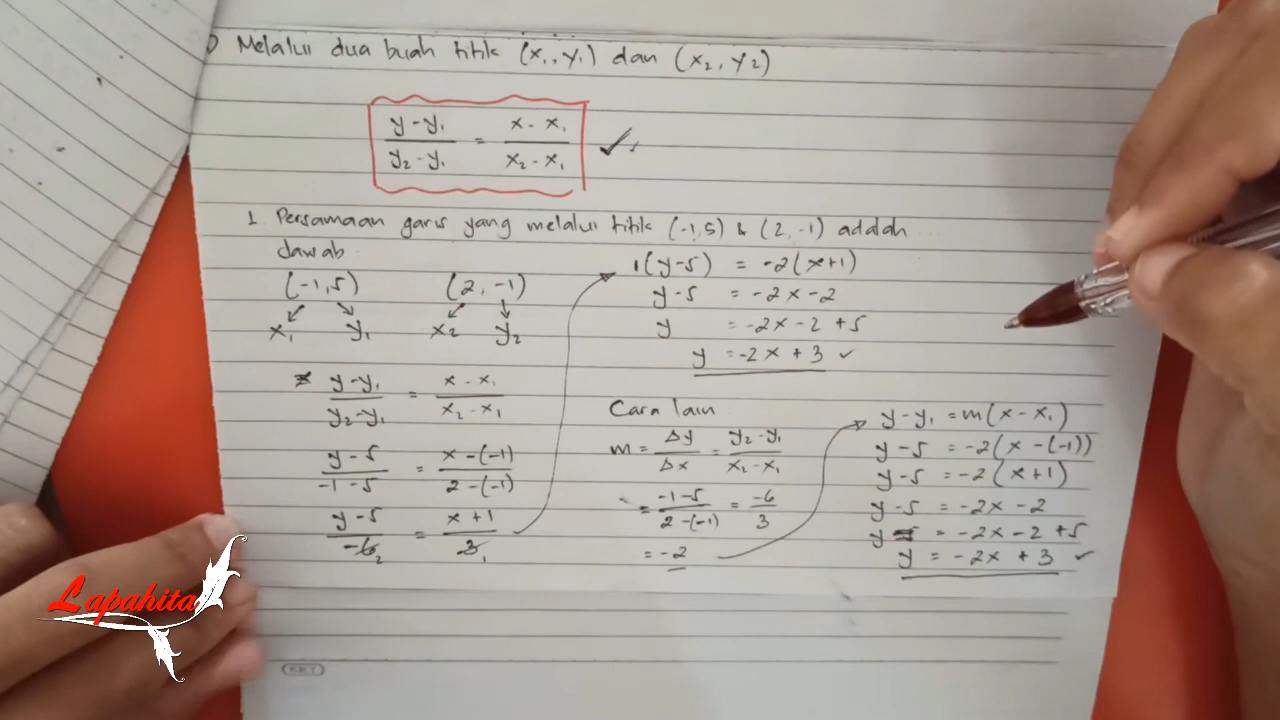 Melalui dua buah titik (x₁, y₁) dan (x₂, y₂)
y - y₁ / y₂ - y₁ = x - x₁ / x₂ - x₁ ✓
1. Persamaan garis yang melalui titik (-1,5) & (2,-1) adalah
Jawab
(-1,5) (2,-1)
x₁ y₁ x₂ y₂
y - y₁ / y₂ - y₁ = x - x₁ / x₂ - x₁
y - 5 / -1 - 5 = x - (-1) / 2 - (-1)
y - 5 / -6 2 = x + 1 / 3 1
1(y - 5) = -2(x+1)
y - 5 = -2x - 2
y = -2x - 2 + 5
y = -2x + 3 ✓
Cara lain
m = Δy / Δx = y₂ - y₁ / x₂ - x₁
= -1 - 5 / 2 - (-1) = -6 / 3
= -2
y - y₁ = m(x - x₁)
y - 5 = -2(x - (-1))
y - 5 = -2(x + 1)
y - 5 = -2x - 2
y = -2x - 2 + 5
y = -2x + 3 ✓
Lapahita
KKY